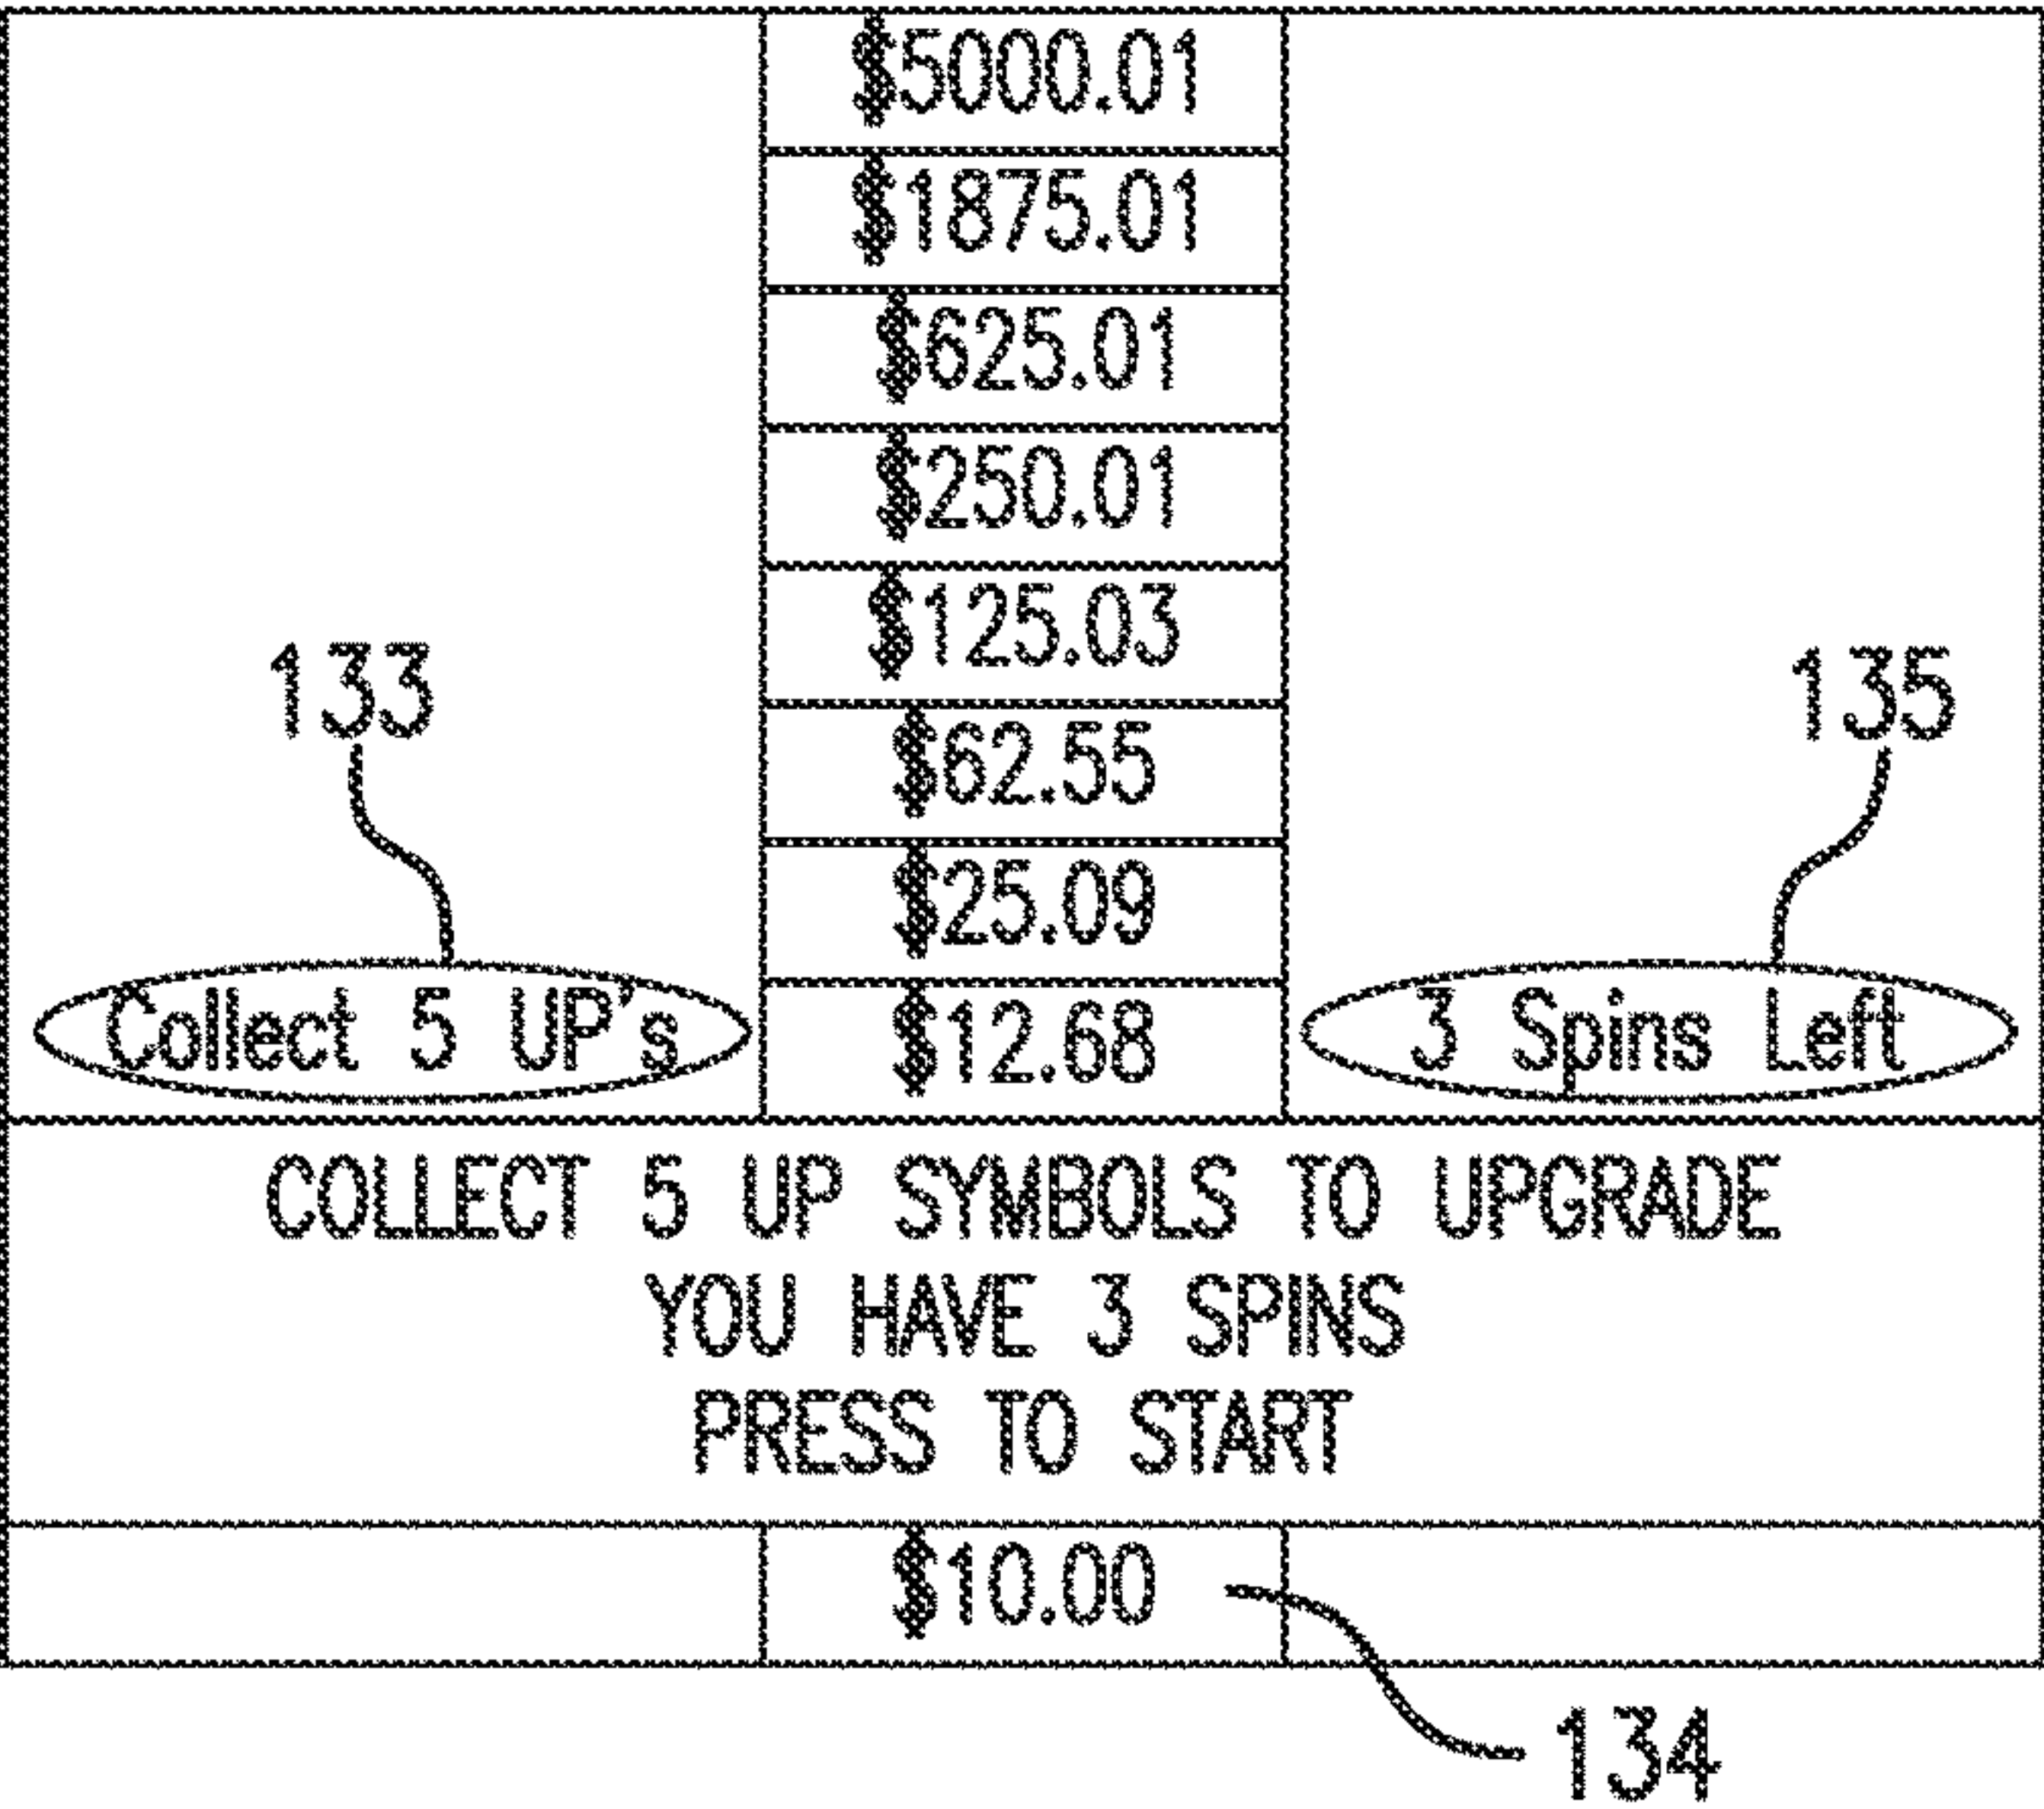 $5000.01
$1875.01
$625.01
$250.01
$125.03
133
135
$62.55
$25.09
Collect 5 UP's
$12.68
3 Spins Left
COLLECT 5 UP SYMBOLS TO UPGRADE
YOU HAVE 3 SPINS
PRESS TO START
$10.00
134